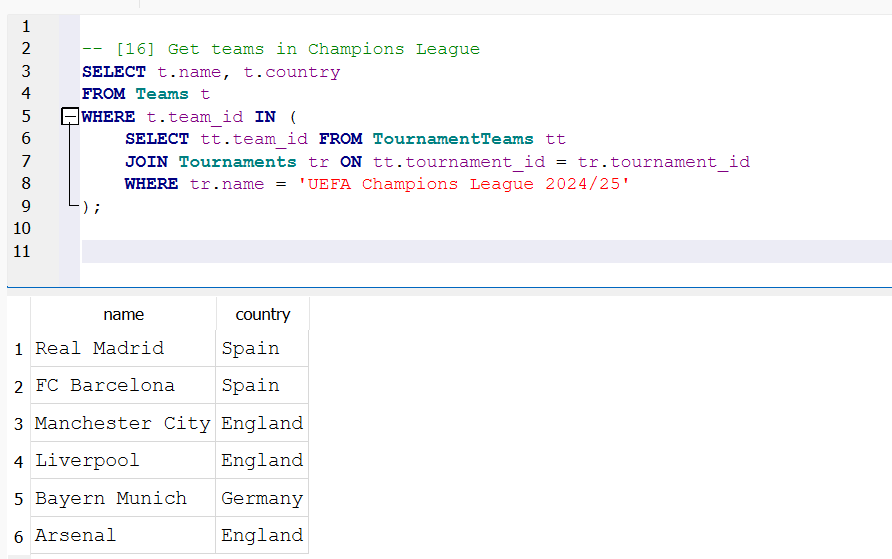 1
2 -- [16] Get teams in Champions League
3 SELECT t.name, t.country
4 FROM Teams t
5 WHERE t.team_id IN (
6 SELECT tt.team_id FROM TournamentTeams tt
7 JOIN Tournaments tr ON tt.tournament_id = tr.tournament_id
8 WHERE tr.name = 'UEFA Champions League 2024/25'
9 );
10
11
name country
1 Real Madrid Spain
2 FC Barcelona Spain
3 Manchester City England
4 Liverpool England
5 Bayern Munich Germany
6 Arsenal England